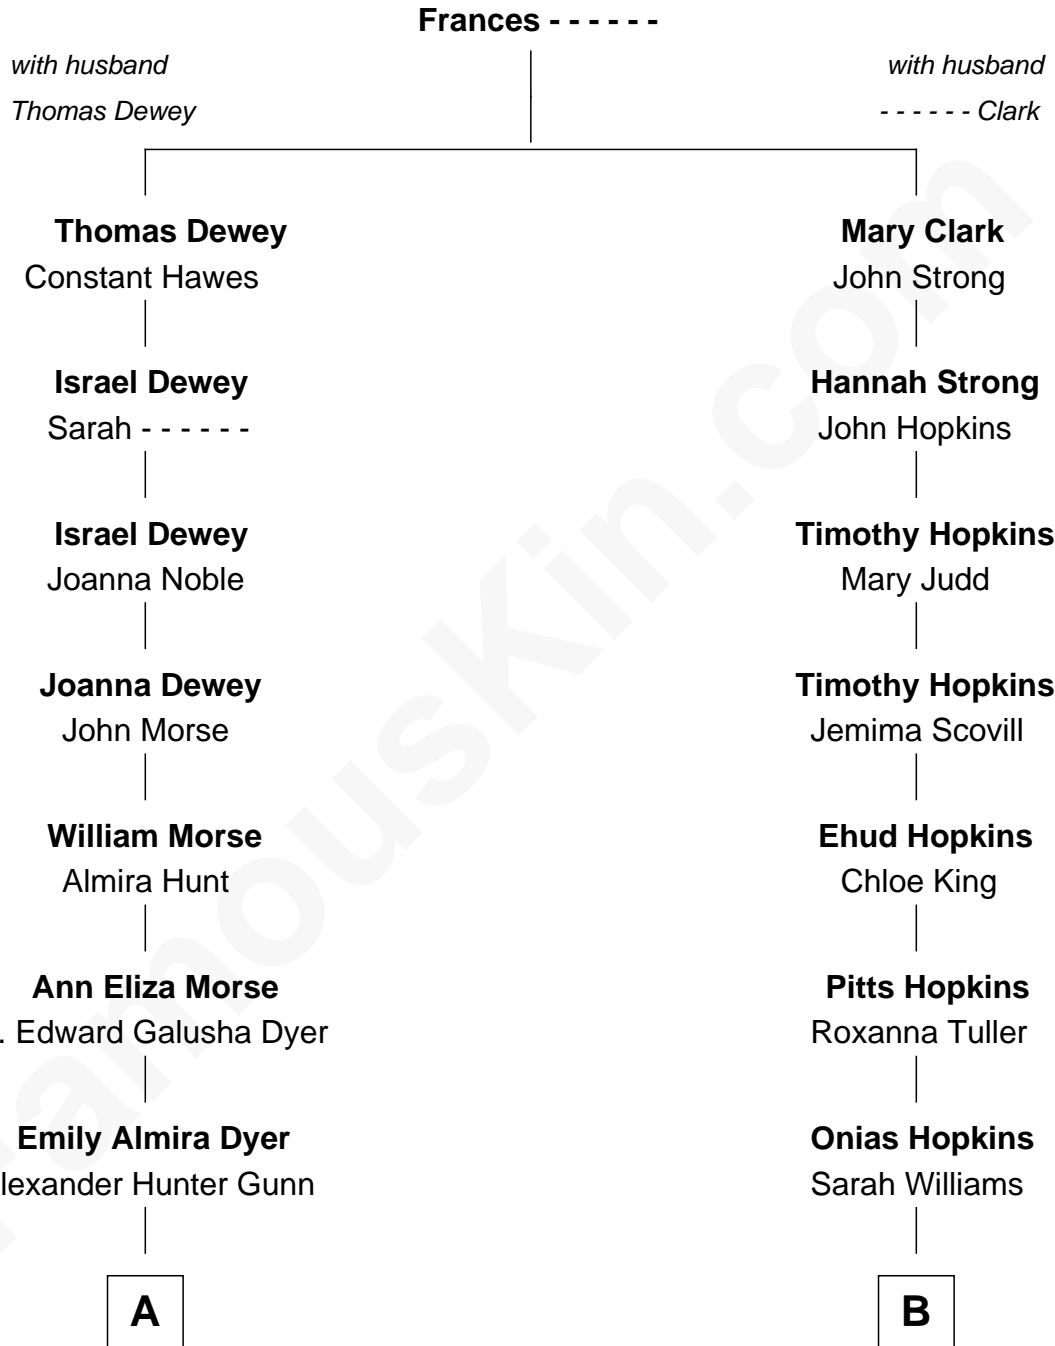 Frances - - - - - -
with husband
Thomas Dewey
with husband
- - - - - - Clark
Thomas Dewey
Constant Hawes
Mary Clark
John Strong
Israel Dewey
Sarah - - - - - -
Hannah Strong
John Hopkins
Israel Dewey
Joanna Noble
Timothy Hopkins
Mary Judd
Joanna Dewey
John Morse
Timothy Hopkins
Jemima Scovill
William Morse
Almira Hunt
Ehud Hopkins
Chloe King
Ann Eliza Morse
. Edward Galusha Dyer
Pitts Hopkins
Roxanna Tuller
Emily Almira Dyer
lexander Hunter Gunn
Onias Hopkins
Sarah Williams
A
B
FamousKin.com